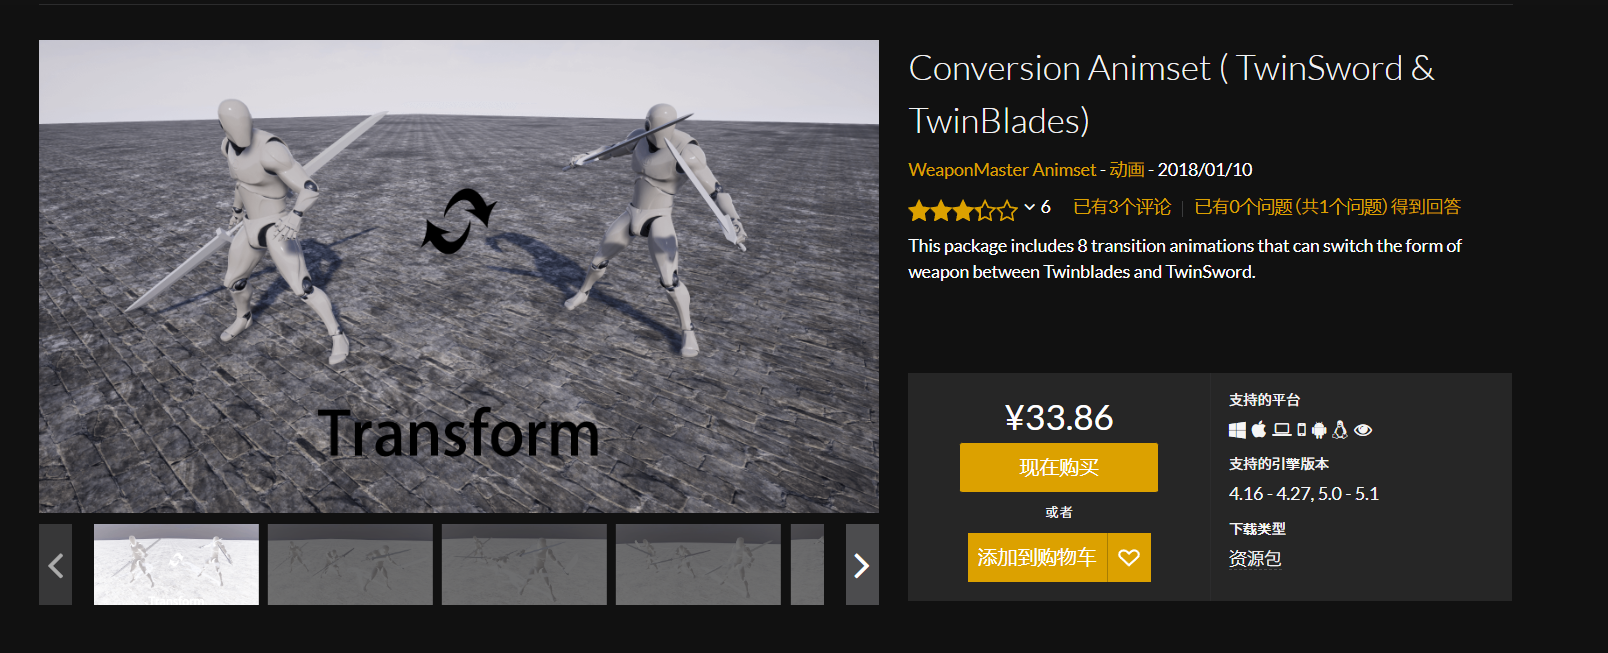 Conversion Animset ( TwinSword &
TwinBlades)
WeaponMaster Animset - 动画 - 2018/01/10
6 已有3个评论 | 已有0个问题 (共1个问题) 得到回答
This package includes 8 transition animations that can switch the form of
weapon between Twinblades and TwinSword.
Transform
Transform
¥33.86
现在购买
或者
添加到购物车
支持的平台
支持的引擎版本
4.16 - 4.27, 5.0 - 5.1
下载类型
资源包